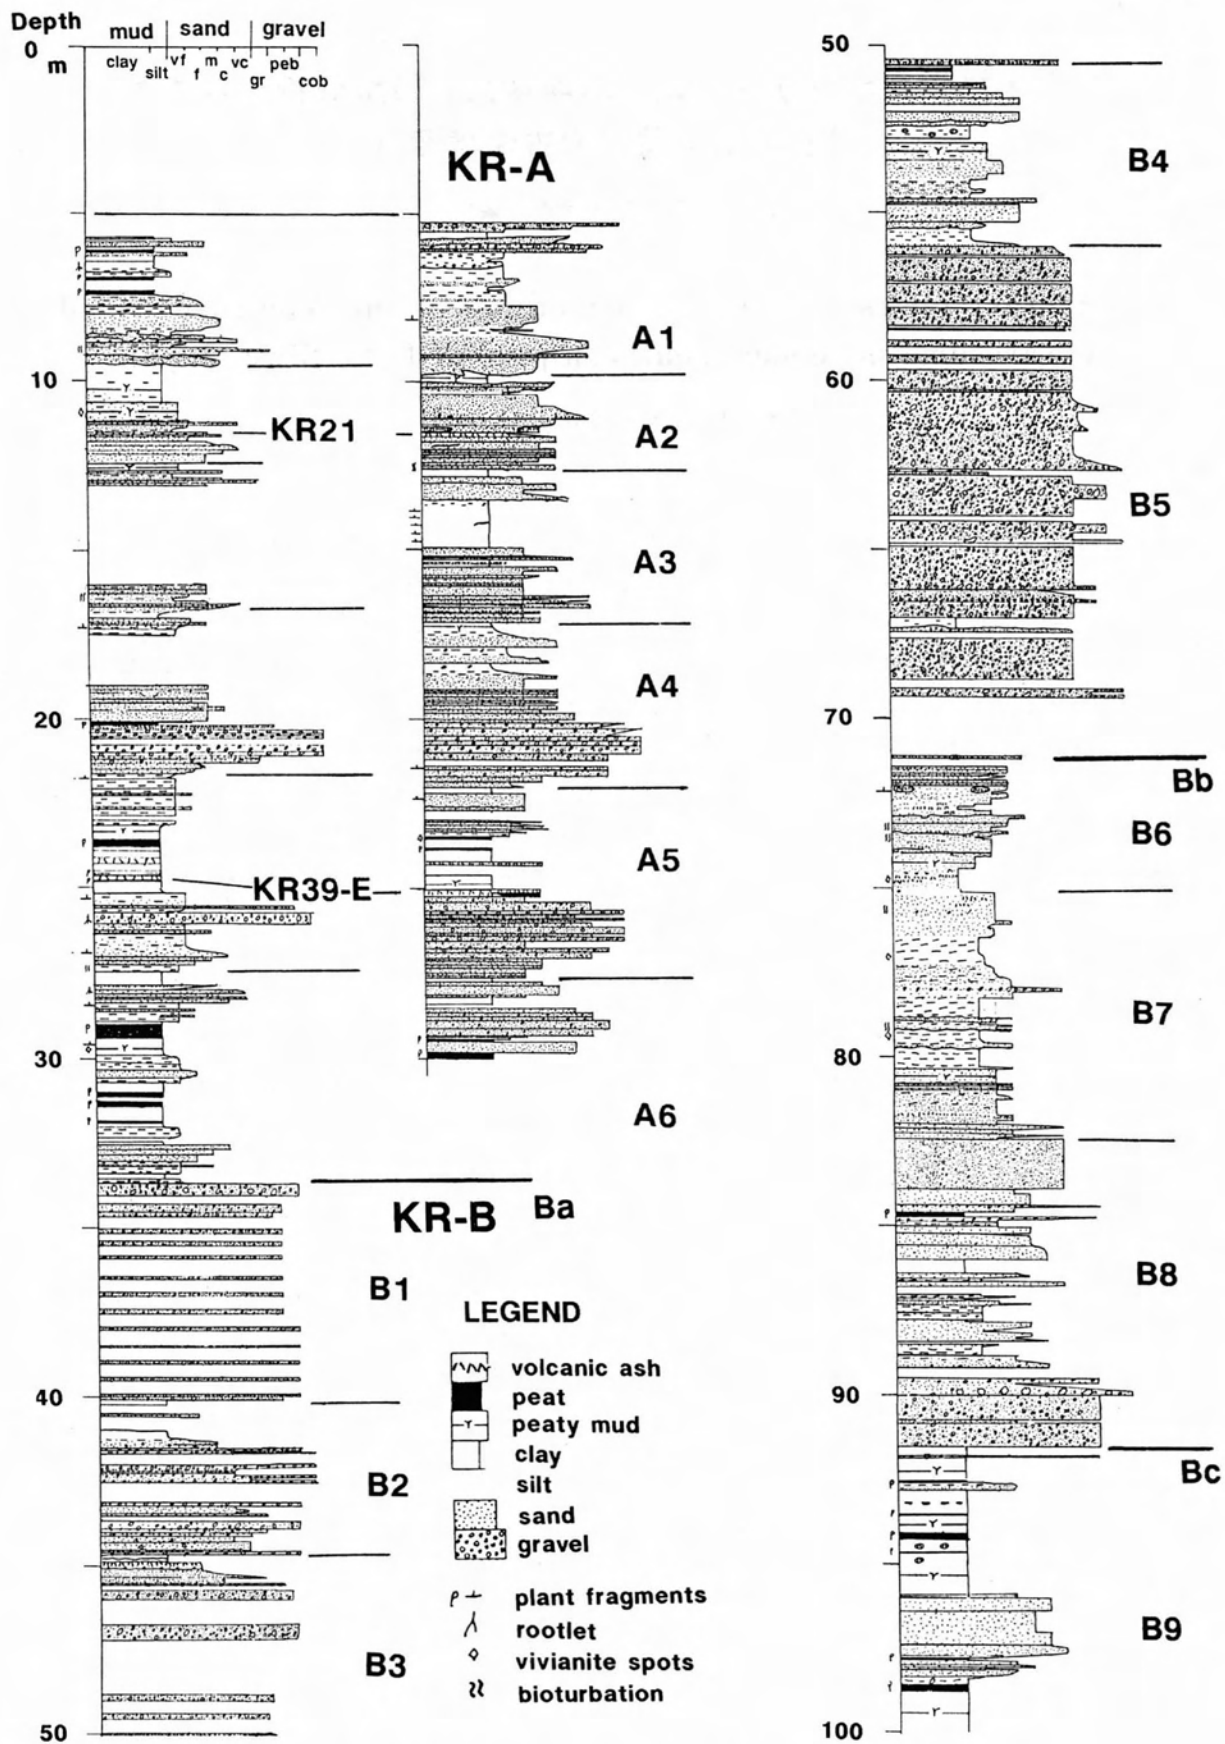 Depth
mud sand gravel
0
m
clay silt vf f m c vc gr peb cob
10
20
30
40
50
KR21
KR39-E
KR-A
A1
A2
A3
A4
A5
A6
KR-B
Ba
B1
B2
B3
LEGEND
volcanic ash
peat
peaty mud
clay
silt
sand
gravel
plant fragments
rootlet
vivianite spots
bioturbation
50
60
70
80
90
100
B4
B5
Bb
B6
B7
B8
Bc
B9